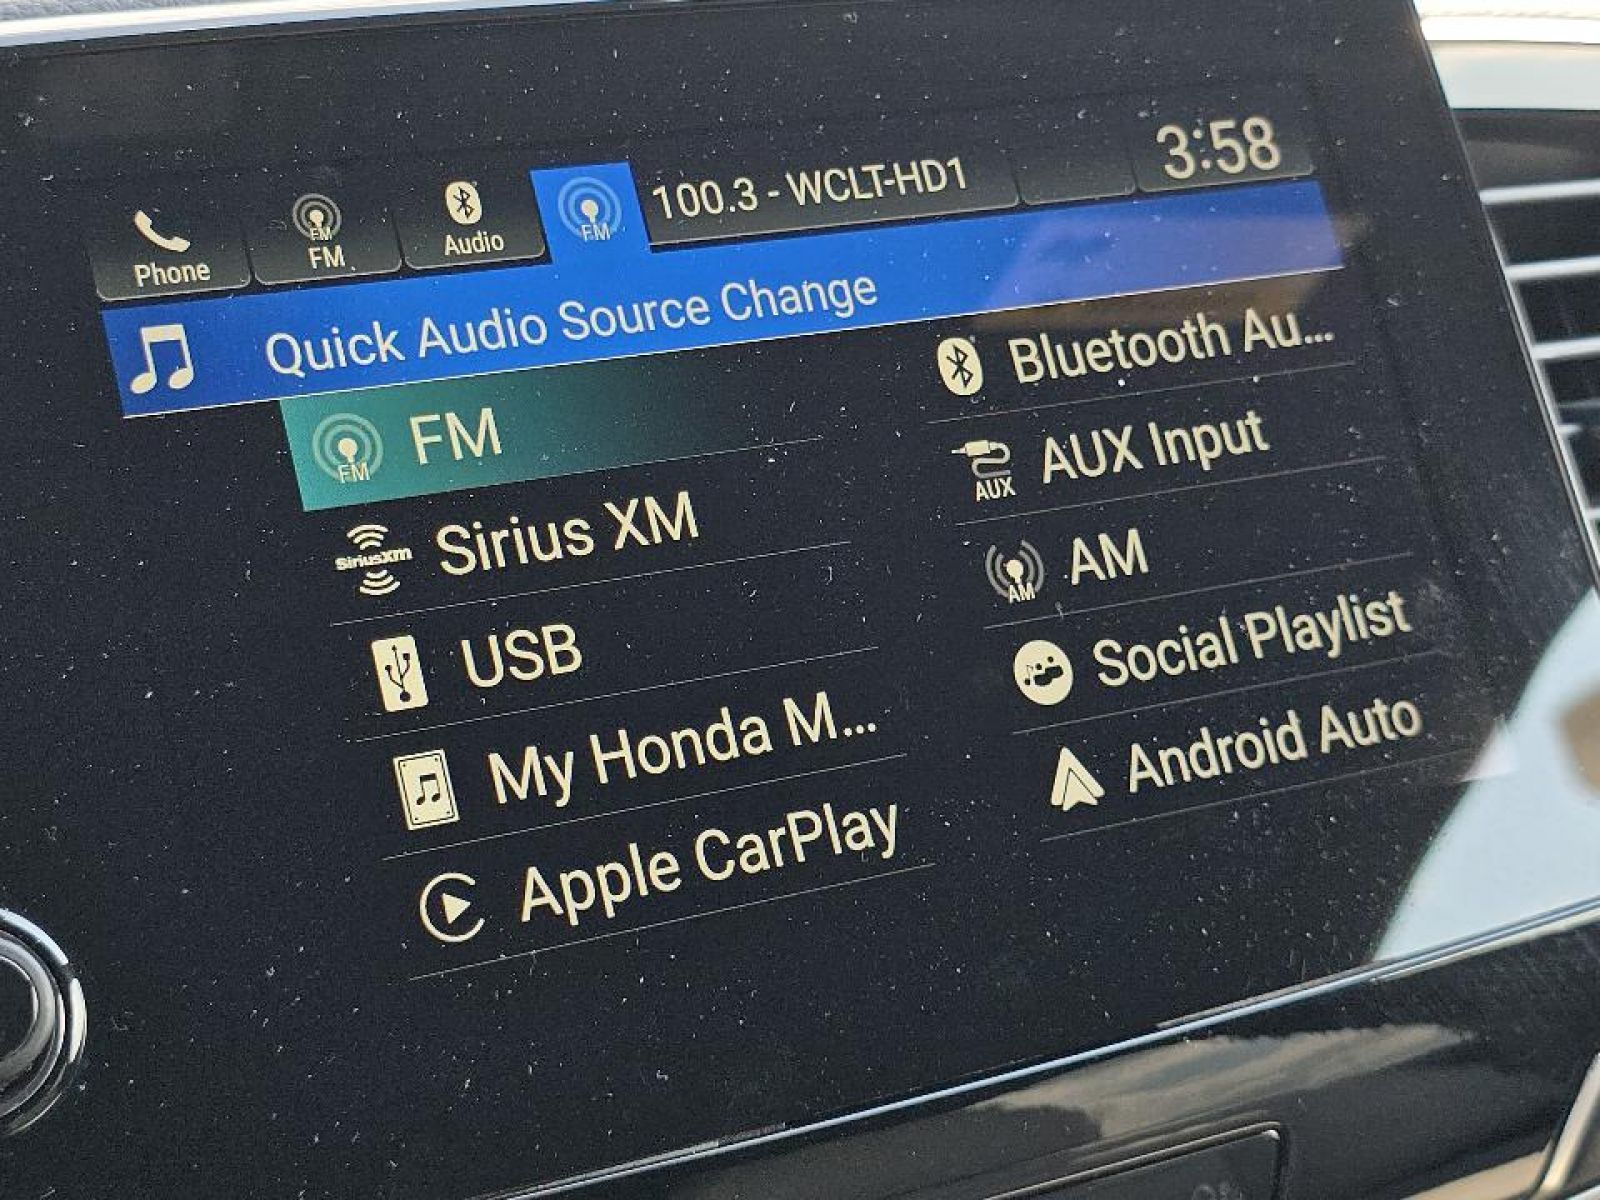 3:58
Phone
FM
FM
Audio
FM
100.3 - WCLT-HD1
Quick Audio Source Change
FM
FM
SiriusXm
Sirius XM
USB
My Honda M...
Apple CarPlay
Bluetooth Au...
AUX
AUX Input
AM
AM
Social Playlist
Android Auto